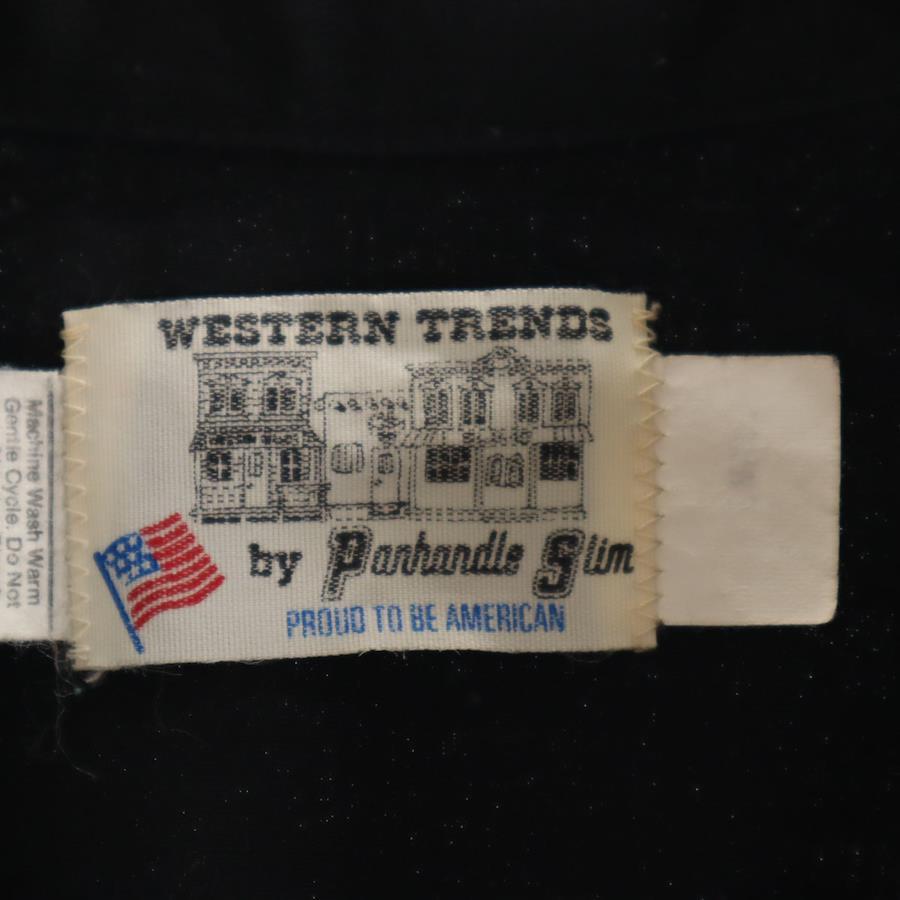 WESTERN TRENDS
by Panhandle Slim
PROUD TO BE AMERICAN
Machine Wash Warm
Gentle Cycle. Do Not